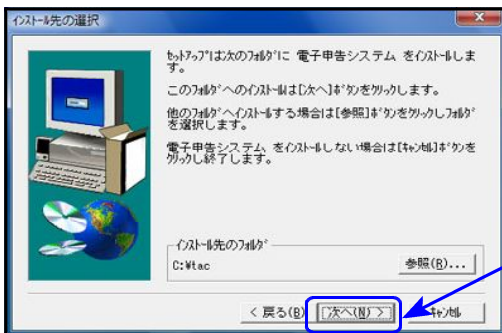 ｲﾝｽﾄｰﾙ先の選択
ｾｯﾄｱｯﾌﾟは次のﾌｫﾙﾀﾞに 電子申告システム をｲﾝｽﾄｰﾙしま
す。
このﾌｫﾙﾀﾞへのｲﾝｽﾄｰﾙは[次へ]ﾎﾞﾀﾝをｸﾘｯｸします。
他のﾌｫﾙﾀﾞへｲﾝｽﾄｰﾙする場合は[参照]ﾎﾞﾀﾝをｸﾘｯｸしﾌｫﾙﾀﾞ
を選択します。
電子申告システム をｲﾝｽﾄｰﾙしない場合は[ｷｬﾝｾﾙ]ﾎﾞﾀﾝを
ｸﾘｯｸし終了します。
ｲﾝｽﾄｰﾙ先のﾌｫﾙﾀﾞ
C:¥tac
参照(R)...
< 戻る(B)
次へ(N) >
ｷｬﾝｾﾙ